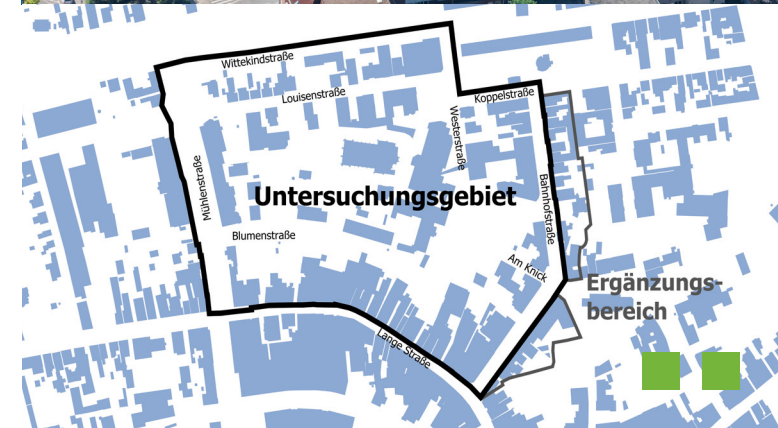 Wittekindstraße
Louisenstraße
Koppelstraße
Westerstraße
Mühlenstraße
Untersuchungsgebiet
Bahnhofstraße
Blumenstraße
Am Knick
Ergänzungs-
bereich
Lange Straße